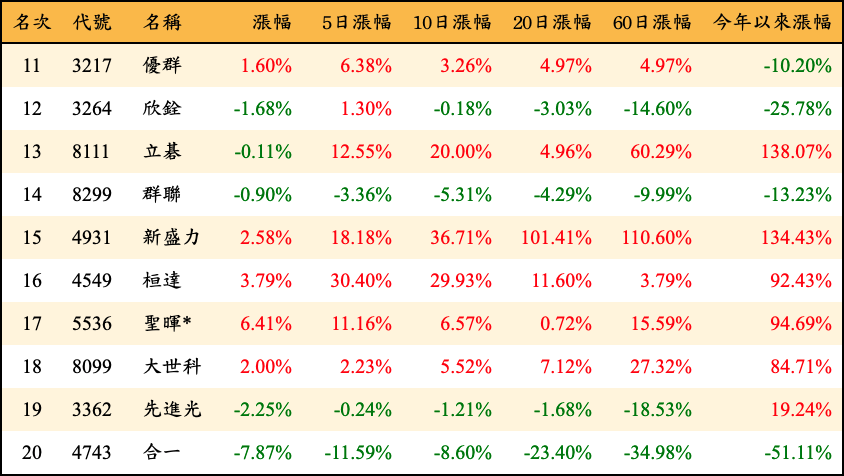 名次 代號 名稱 漲幅 5日漲幅 10日漲幅 20日漲幅 60日漲幅 今年以來漲幅
11 3217 優群 1.60% 6.38% 3.26% 4.97% 4.97% -10.20%
12 3264 欣銓 -1.68% 1.30% -0.18% -3.03% -14.60% -25.78%
13 8111 立碁 -0.11% 12.55% 20.00% 4.96% 60.29% 138.07%
14 8299 群聯 -0.90% -3.36% -5.31% -4.29% -9.99% -13.23%
15 4931 新盛力 2.58% 18.18% 36.71% 101.41% 110.60% 134.43%
16 4549 桓達 3.79% 30.40% 29.93% 11.60% 3.79% 92.43%
17 5536 聖暉* 6.41% 11.16% 6.57% 0.72% 15.59% 94.69%
18 8099 大世科 2.00% 2.23% 5.52% 7.12% 27.32% 84.71%
19 3362 先進光 -2.25% -0.24% -1.21% -1.68% -18.53% 19.24%
20 4743 合一 -7.87% -11.59% -8.60% -23.40% -34.98% -51.11%